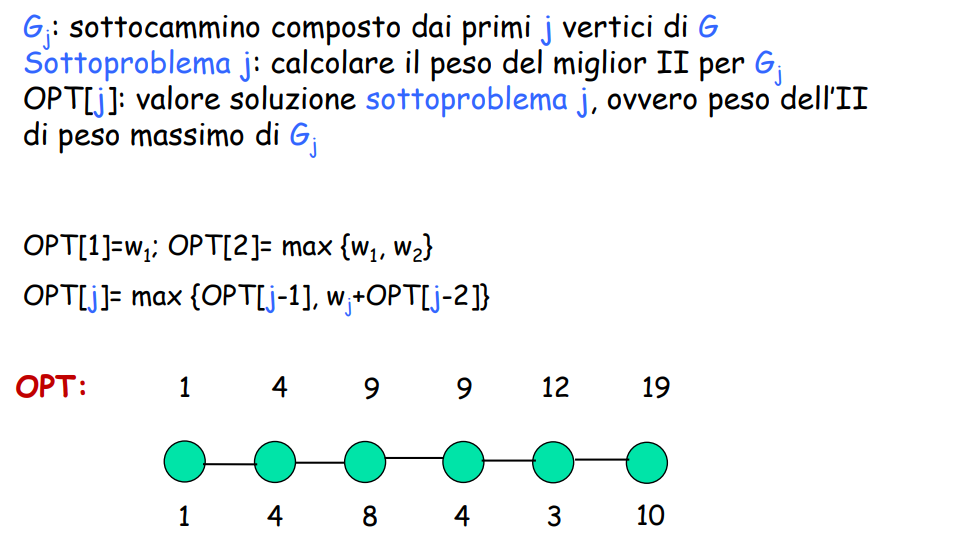 Gj: sottocammino composto dai primi j vertici di G
Sottoproblema j: calcolare il peso del miglior II per Gj
OPT[j]: valore soluzione sottoproblema j, ovvero peso dell'II
di peso massimo di Gj
OPT[1]=w1; OPT[2]= max {w1, w2}
OPT[j]= max {OPT[j-1], wj+OPT[j-2]}
OPT: 1 4 9 9 12 19
1 4 8 4 3 10